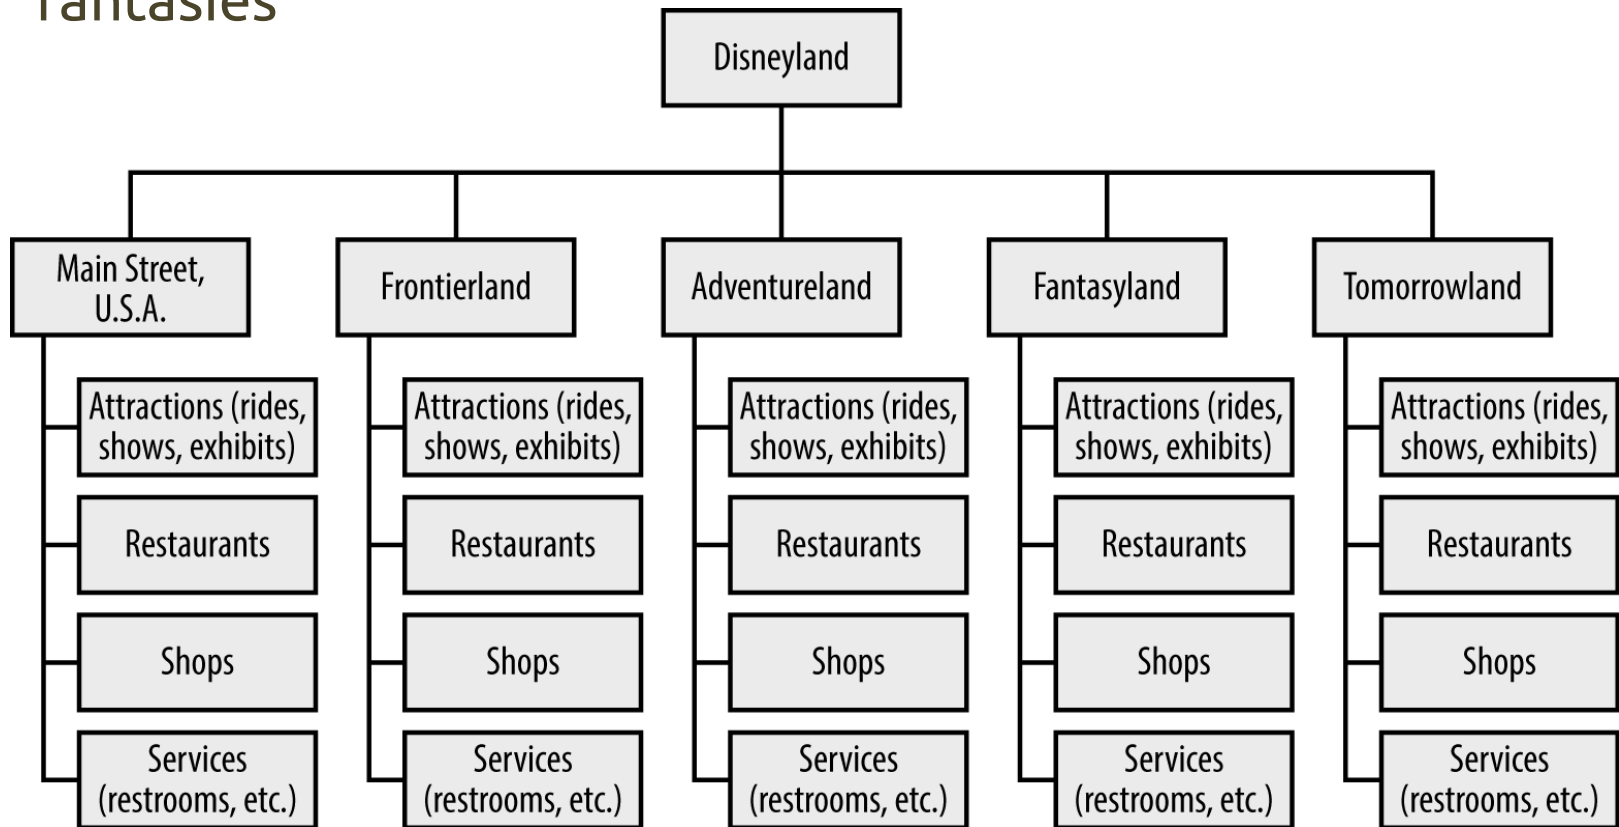 fantasies
Disneyland
Main Street,
U.S.A.
Frontierland
Adventureland
Fantasyland
Tomorrowland
Attractions (rides,
shows, exhibits)
Restaurants
Shops
Services
(restrooms, etc.)
Attractions (rides,
shows, exhibits)
Restaurants
Shops
Services
(restrooms, etc.)
Attractions (rides,
shows, exhibits)
Restaurants
Shops
Services
(restrooms, etc.)
Attractions (rides,
shows, exhibits)
Restaurants
Shops
Services
(restrooms, etc.)
Attractions (rides,
shows, exhibits)
Restaurants
Shops
Services
(restrooms, etc.)